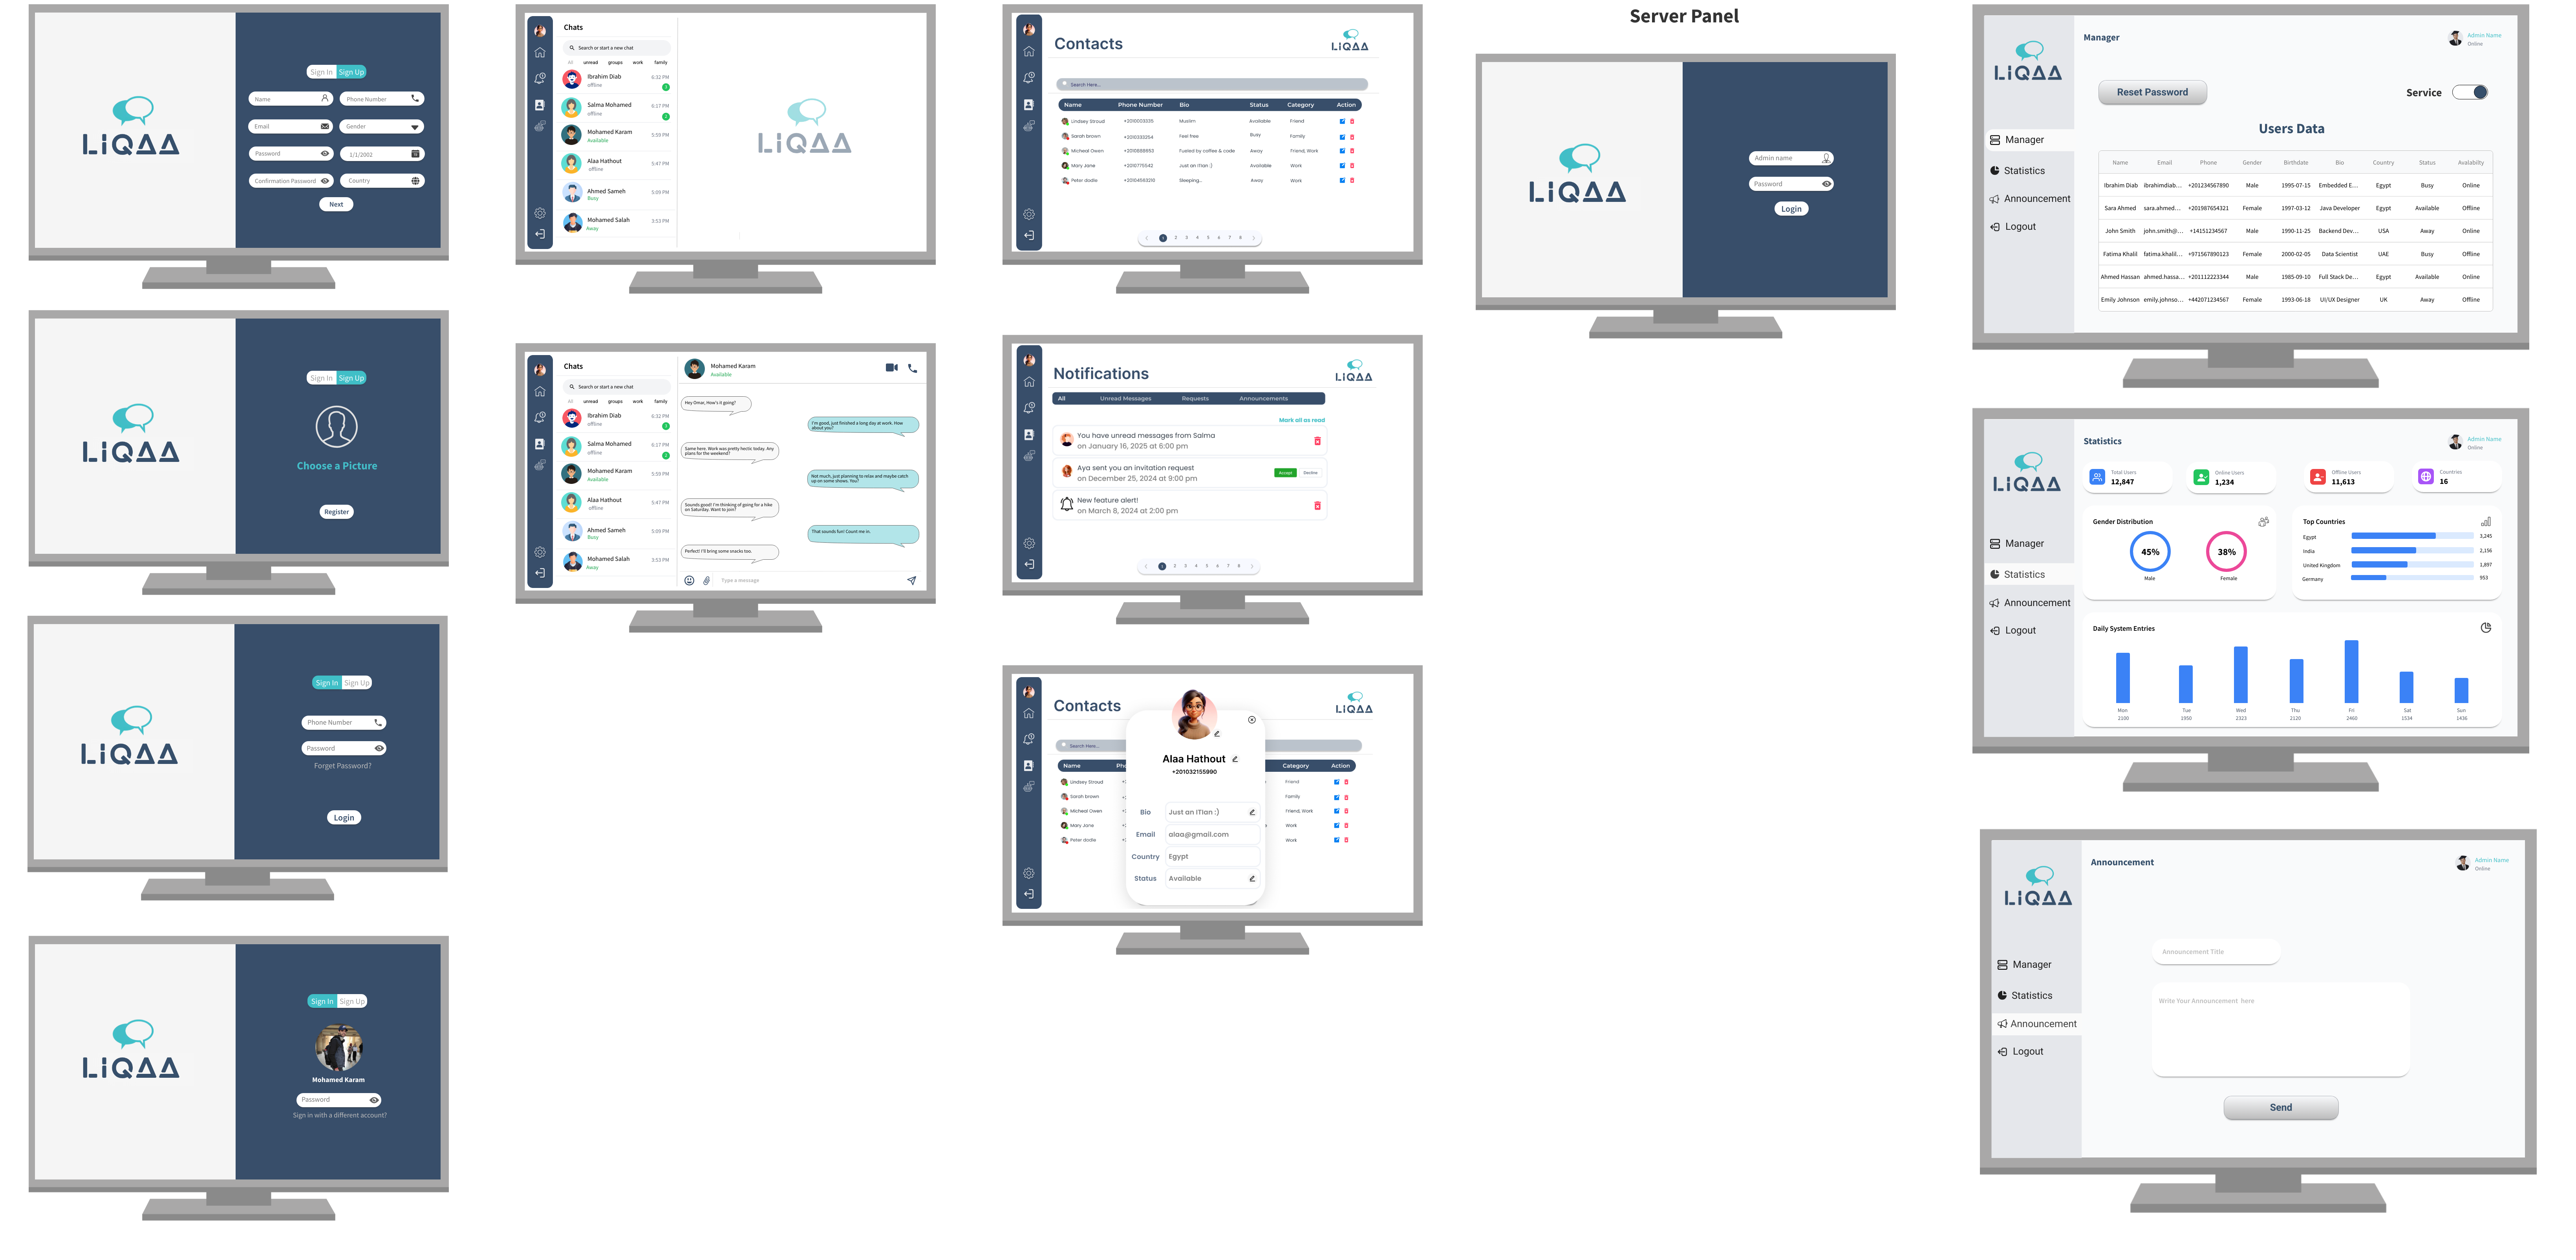 LiQAA
Sign In Sign Up
Name Phone Number
Email Gender
Password 1/1/2002
Confirmation Password Country
Next
LiQAA
Sign In Sign Up
Choose a Picture
Register
LiQAA
Sign In Sign Up
Phone Number
Password
Forget Password?
Login
LiQAA
Sign In Sign Up
Mohamed Karam
Password
Sign in with a different account?
Chats
Search or start a new chat
All unread groups work family
Ibrahim Diab 6:32 PM
offline
Salma Mohamed 6:17 PM
offline
Mohamed Karam 5:59 PM
Available
Alaa Hathout 5:47 PM
offline
Ahmed Sameh 5:09 PM
Busy
Mohamed Salah 3:53 PM
Away
LiQAA
Chats
Search or start a new chat
All unread groups work family
Ibrahim Diab 6:32 PM
offline
Salma Mohamed 6:17 PM
offline
Mohamed Karam 5:59 PM
Available
Alaa Hathout 5:47 PM
offline
Ahmed Sameh 5:09 PM
Busy
Mohamed Salah 3:53 PM
Away
Mohamed Karam
Available
Hey Omar, How's it going?
I'm good, just finished a long day at work. How
about you?
Same here. Work was pretty hectic today. Any
plans for the weekend?
Not much, just planning to relax and maybe catch
up on some shows. You?
Sounds good! I'm thinking of going for a hike
on Saturday. Want to join?
That sounds fun! Count me in.
Perfect! I'll bring some snacks too.
Type a message
Contacts
LiQAA
Search Here...
Name Phone Number Bio Status Category Action
Lindsey Stroud Muslim Available Friend
Sarah brown Feel free Busy Family
Micheal Owen Fueled by coffee & code Away Friend, Work
Mary Jane Available Work
Peter dodle Sleeping... Away Work
1 2 3 4 5 6 7 8
Notifications
LiQAA
All Unread Messages Requests Announcements
Mark all as read
You have unread messages from Salma
on January 16, 2025 at 6:00 pm
Aya sent you an invitation request
on December 25, 2024 at 9:00 pm
Accept Decline
New feature alert!
on March 8, 2024 at 2:00 pm
1 2 3 4 5 6 7 8
Contacts
LiQAA
Search Here...
Name Category Action
Lindsey Stroud Friend
Sarah brown Family
Micheal Owen Friend, Work
Mary Jane Work
Peter dodle Work
Alaa Hathout
+201032155990
Bio Just an ITian :)
Email alaa@gmail.com
Country Egypt
Status Available
Server Panel
LiQAA
Admin name
Password
Login
LiQAA
Manager
Statistics
Announcement
Logout
Manager
Admin Name
Online
Reset Password
Service
Users Data
Name Email Phone Gender Birthdate Bio Country Status Availabilty
Ibrahim Diab ibrahimdiab... +201234567890 Male 1995-07-15 Embedded E... Egypt Busy Online
Sara Ahmed sara.ahmed... +201987654321 Female 1997-03-12 Java Developer Egypt Available Offline
John Smith john.smith@... +14151234567 Male 1990-11-25 Backend Dev... USA Away Online
Fatima Khalil fatima.khalil... +971567890123 Female 2000-02-05 Data Scientist UAE Busy Offline
Ahmed Hassan ahmed.hassa... +201112223344 Male 1985-09-10 Full Stack De... Egypt Available Online
Emily Johnson emily.johnso... +442071234567 Female 1993-06-18 UI/UX Designer UK Away Offline
LiQAA
Manager
Statistics
Announcement
Logout
Statistics
Admin Name
Online
Total Users
12,847
Online Users
1,234
Offline Users
11,613
Countries
16
Gender Distribution
45%
Male
38%
Female
Top Countries
Egypt 3,245
India 2,156
United Kingdom 1,897
Germany 953
Daily System Entries
Mon Tue Wed Thu Fri Sat Sun
2100 1950 2323 2120 2460 1534 1436
LiQAA
Manager
Statistics
Announcement
Logout
Announcement
Admin Name
Online
Announcement Title
Write Your Announcement here
Send